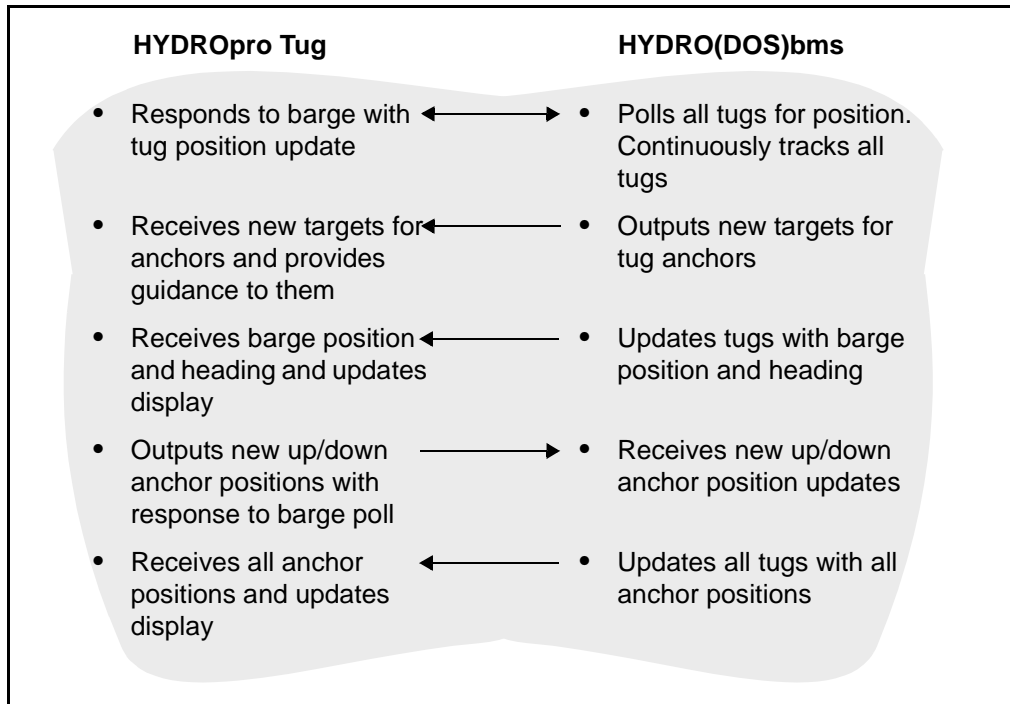 HYDROpro Tug
HYDRO(DOS)bms
• Responds to barge with
tug position update
• Polls all tugs for position.
Continuously tracks all
tugs
• Receives new targets for
anchors and provides
guidance to them
• Outputs new targets for
tug anchors
• Receives barge position
and heading and updates
display
• Updates tugs with barge
position and heading
• Outputs new up/down
anchor positions with
response to barge poll
• Receives new up/down
anchor position updates
• Receives all anchor
positions and updates
display
• Updates all tugs with all
anchor positions